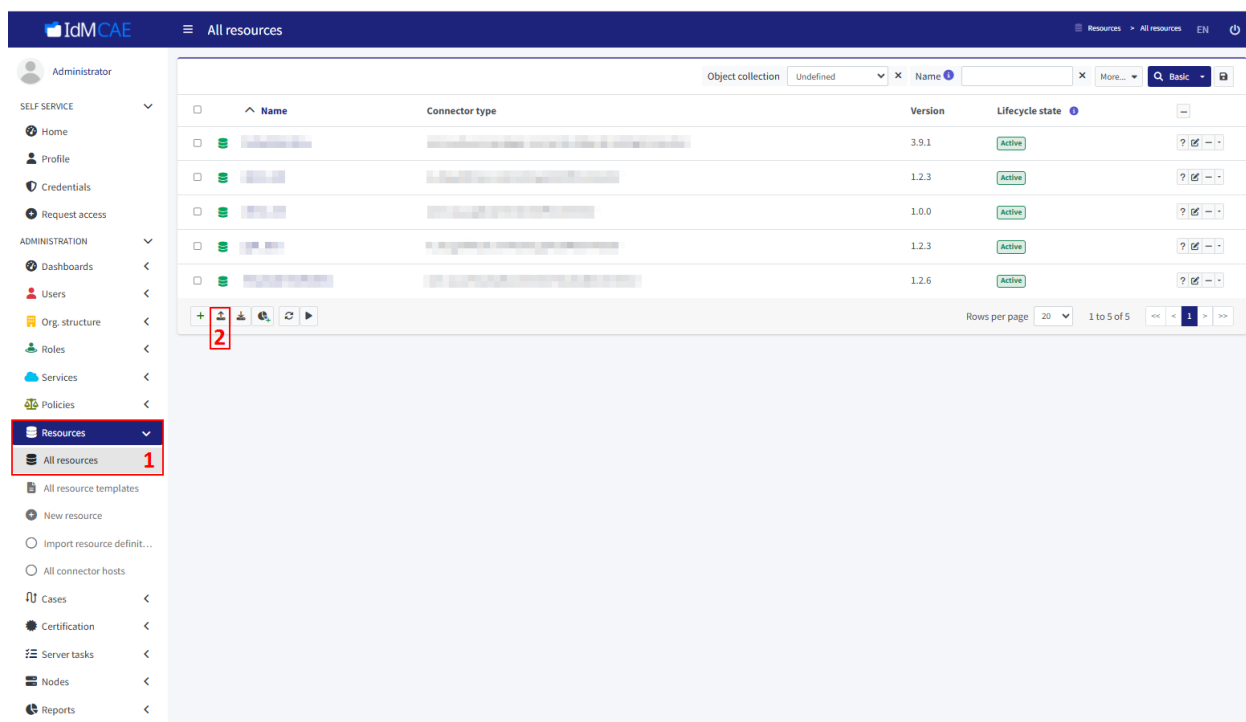 IdMCAE
All resources
Resources > All resources EN
Administrator
SELF SERVICE
Home
Profile
Credentials
Request access
ADMINISTRATION
Dashboards
Users
Org. structure
Roles
Services
Policies
Resources
All resources 1
All resource templates
New resource
Import resource definit...
All connector hosts
Cases
Certification
Server tasks
Nodes
Reports
Object collection Undefined Name More... Basic
Name Connector type Version Lifecycle state
3.9.1 Active
1.2.3 Active
1.0.0 Active
1.2.3 Active
1.2.6 Active
2
Rows per page 20 1 to 5 of 5 << < 1 > >>